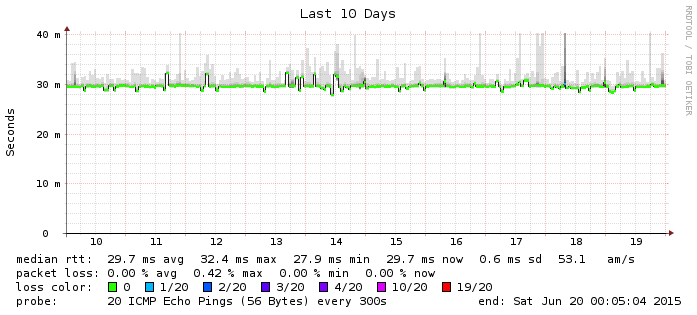 Last 10 Days
RRDTOOL / TOBI OETIKER
Seconds
40 m
30 m
20 m
10 m
0
10 11 12 13 14 15 16 17 18 19
median rtt: 29.7 ms avg 32.4 ms max 27.9 ms min 29.7 ms now 0.6 ms sd 53.1 am/s
packet loss: 0.00 % avg 0.42 % max 0.00 % min 0.00 % now
loss color: 0 1/20 2/20 3/20 4/20 10/20 19/20
probe: 20 ICMP Echo Pings (56 Bytes) every 300s end: Sat Jun 20 00:05:04 2015